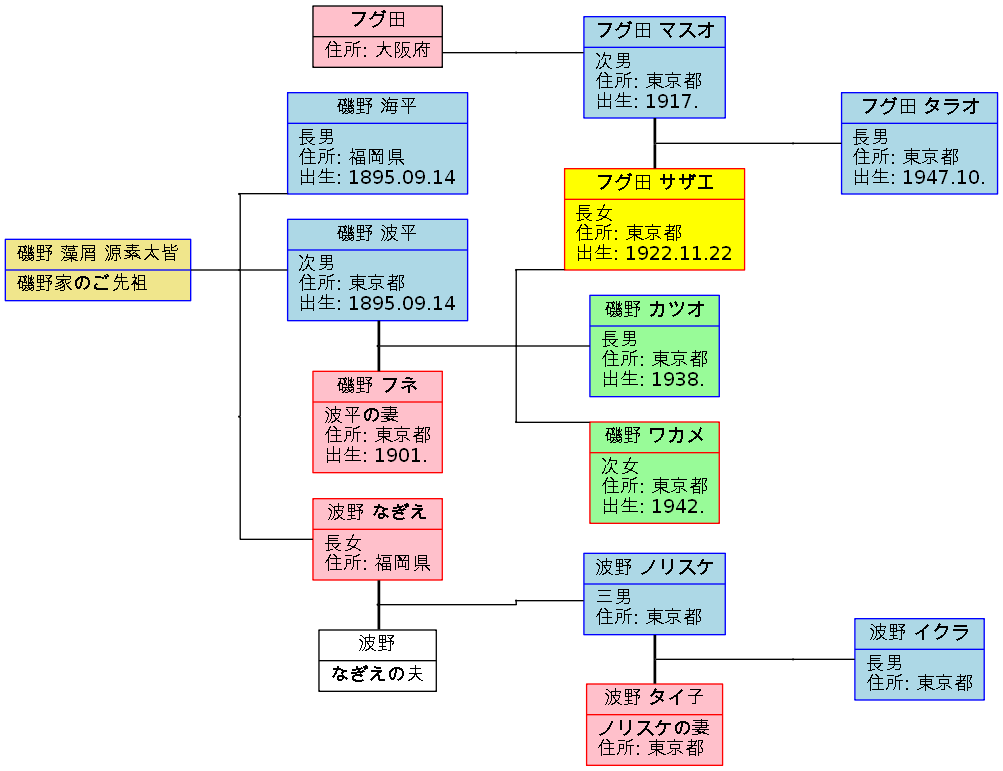 フグ田
住所: 大阪府
フグ田 マスオ
次男
住所: 東京都
出生: 1917.
磯野 海平
長男
住所: 福岡県
出生: 1895.09.14
フグ田 タラオ
長男
住所: 東京都
出生: 1947.10.
フグ田 サザエ
長女
住所: 東京都
出生: 1922.11.22
磯野 藻屑 源素太皆
磯野家のご先祖
磯野 波平
次男
住所: 東京都
出生: 1895.09.14
磯野 カツオ
長男
住所: 東京都
出生: 1938.
磯野 フネ
波平の妻
住所: 東京都
出生: 1901.
磯野 ワカメ
次女
住所: 東京都
出生: 1942.
波野 なぎえ
長女
住所: 福岡県
波野 ノリスケ
三男
住所: 東京都
波野
なぎえの夫
波野 イクラ
長男
住所: 東京都
波野 タイ子
ノリスケの妻
住所: 東京都